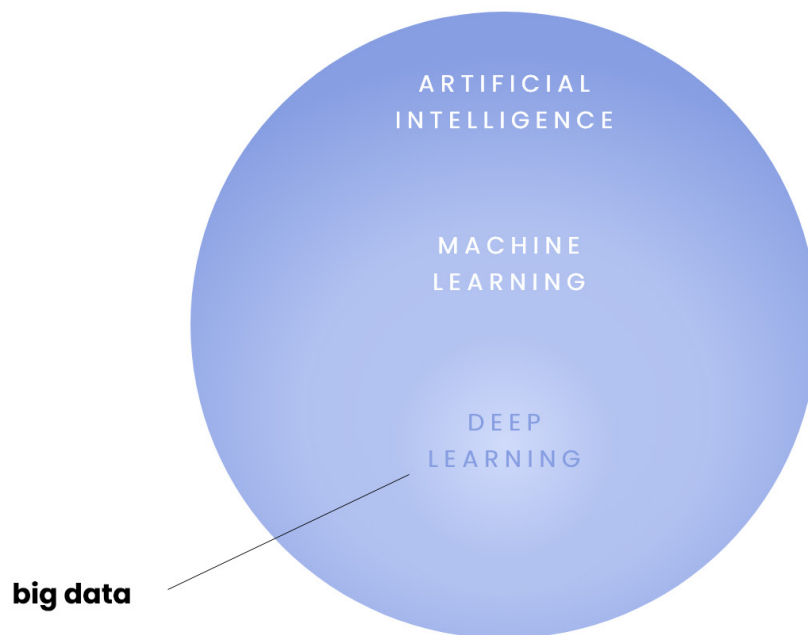 ARTIFICIAL
INTELLIGENCE
MACHINE
LEARNING
DEEP
LEARNING
big data